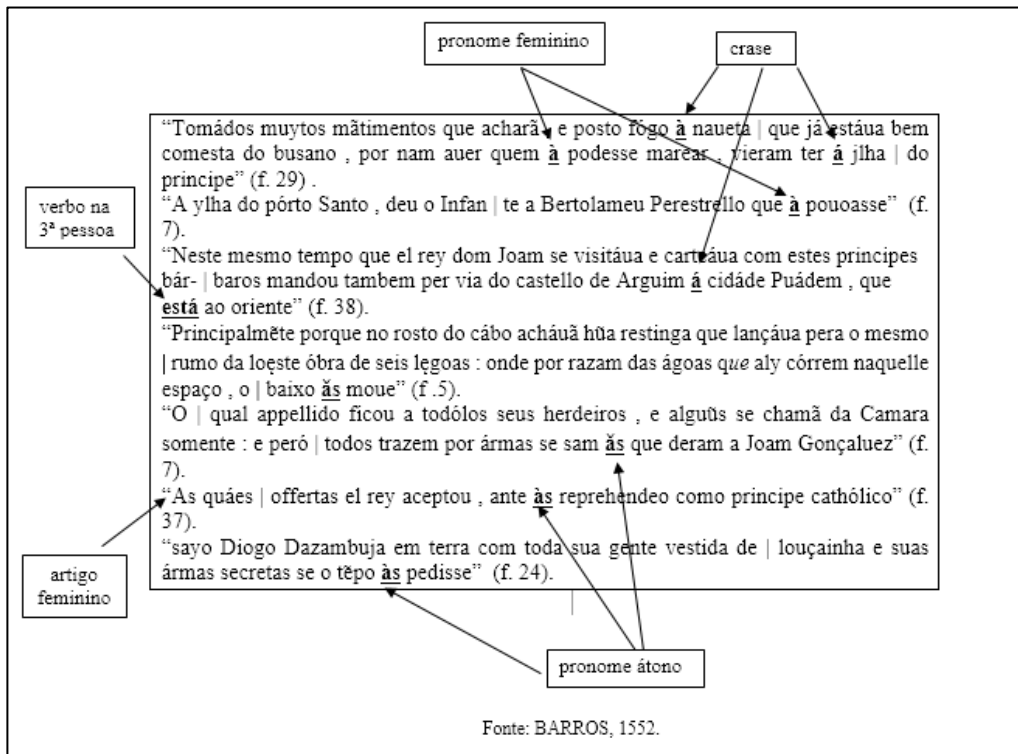 pronome feminino
crase
“Tomádos muytos mãtimentos que acharã , e posto fógo à naueta | que já estáua bem
comesta do busano , por nam auer quem à podesse marear , vieram ter á jlha | do
principe” (f. 29) .
“A ylha do pórto Santo , deu o Infan | te a Bertolameu Perestrello que à pouoasse” (f.
7).
“Neste mesmo tempo que el rey dom Joam se visitáua e carteáua com estes principes
bár- | baros mandou tambem per via do castello de Arguim á cidáde Puádem , que
está ao oriente” (f. 38).
“Principalmẽte porque no rosto do cábo acháuã hũa restinga que lançáua pera o mesmo
| rumo da loęste óbra de seis lęgoas : onde por razam das ágoas que aly córrem naquelle
espaço , o | baixo ǎs moue” (f .5).
“O | qual appellido ficou a todólos seus herdeiros , e alguũs se chamã da Camara
somente : e peró | todos trazem por ármas se sam ǎs que deram a Joam Gonçaluez” (f.
7).
“As quáes | offertas el rey aceptou , ante às reprehendeo como principe cathólico” (f.
37).
“sayo Diogo Dazambuja em terra com toda sua gente vestida de | louçainha e suas
ármas secretas se o tẽpo às pedisse” (f. 24).
verbo na
3ª pessoa
artigo
feminino
pronome átono
Fonte: BARROS, 1552.